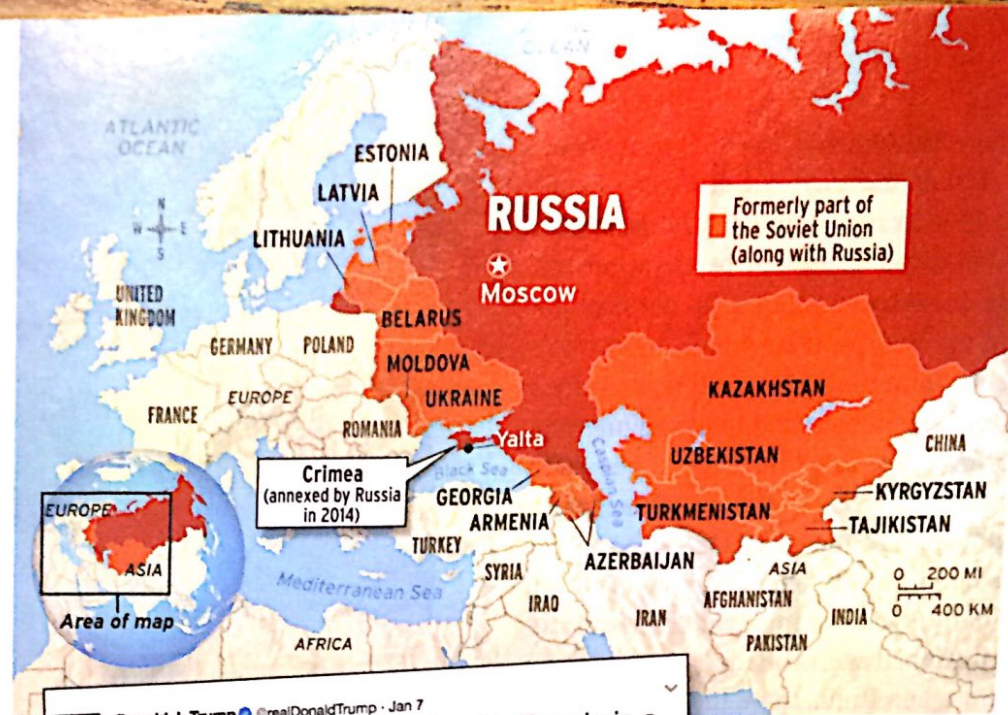 ATLANTIC
OCEAN
OCEAN
N
W
E
S
ESTONIA
LATVIA
LITHUANIA
RUSSIA
Moscow
Formerly part of
the Soviet Union
(along with Russia)
UNITED
KINGDOM
BELARUS
GERMANY
POLAND
MOLDOVA
EUROPE
UKRAINE
KAZAKHSTAN
FRANCE
ROMANIA
Yalta
CHINA
Crimea
(annexed by Russia
in 2014)
Black Sea
Caspian Sea
UZBEKISTAN
GEORGIA
KYRGYZSTAN
ARMENIA
TURKMENISTAN
TAJIKISTAN
EUROPE
TURKEY
AZERBAIJAN
ASIA
ASIA
SYRIA
0 200 MI
0 400 KM
Mediterranean Sea
IRAQ
IRAN
AFGHANISTAN
INDIA
Area of map
PAKISTAN
AFRICA
@realDonaldTrump · Jan 7